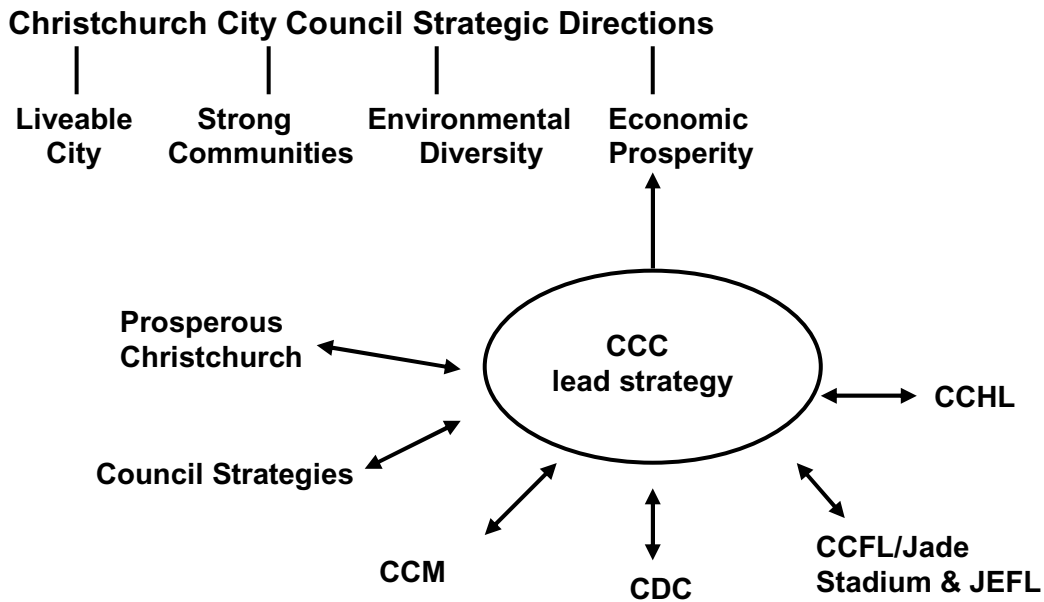 Christchurch City Council Strategic Directions
Liveable
City
Strong
Communities
Environmental
Diversity
Economic
Prosperity
Prosperous
Christchurch
CCC
lead strategy
CCHL
Council Strategies
CCM
CDC
CCFL/Jade
Stadium & JEFL